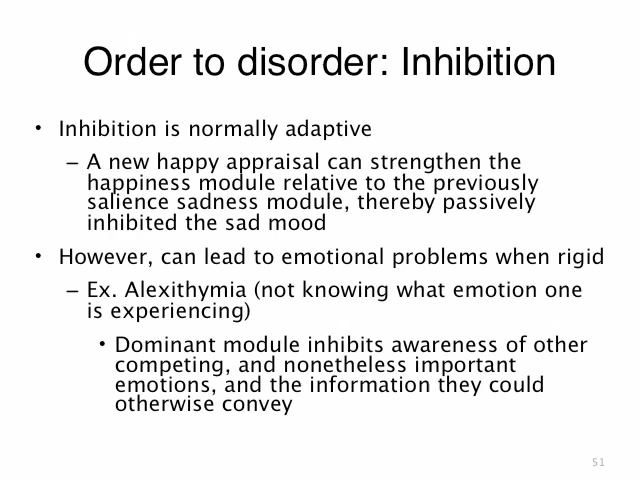 Order to disorder: Inhibition
• Inhibition is normally adaptive
– A new happy appraisal can strengthen the
happiness module relative to the previously
salience sadness module, thereby passively
inhibited the sad mood
• However, can lead to emotional problems when rigid
– Ex. Alexithymia (not knowing what emotion one
is experiencing)
• Dominant module inhibits awareness of other
competing, and nonetheless important
emotions, and the information they could
otherwise convey
51